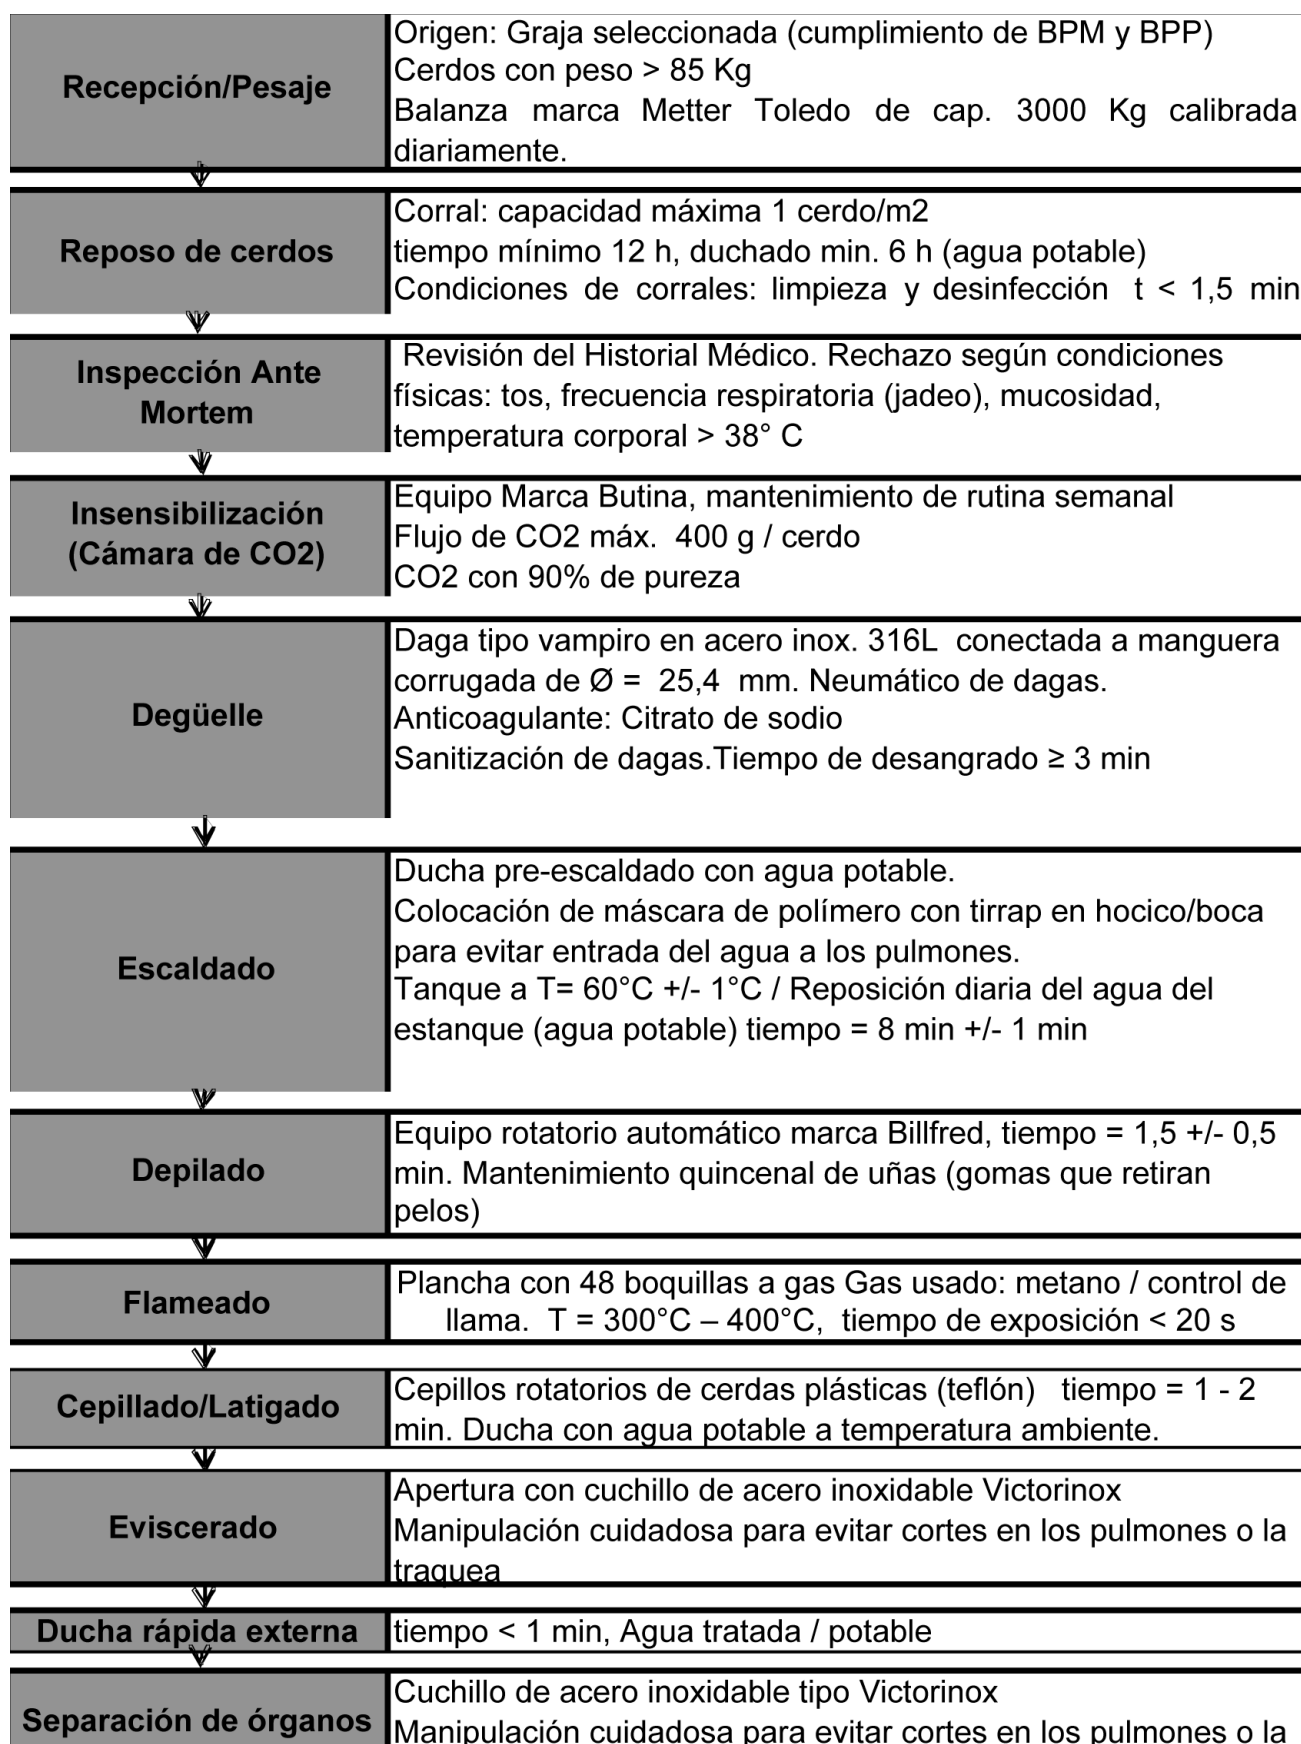 Recepción/Pesaje
Origen: Graja seleccionada (cumplimiento de BPM y BPP)
Cerdos con peso > 85 Kg
Balanza marca Metter Toledo de cap. 3000 Kg calibrada
diariamente.
Reposo de cerdos
Corral: capacidad máxima 1 cerdo/m2
tiempo mínimo 12 h, duchado min. 6 h (agua potable)
Condiciones de corrales: limpieza y desinfección t < 1,5 min
Inspección Ante
Mortem
Revisión del Historial Médico. Rechazo según condiciones
físicas: tos, frecuencia respiratoria (jadeo), mucosidad,
temperatura corporal > 38° C
Insensibilización
(Cámara de CO2)
Equipo Marca Butina, mantenimiento de rutina semanal
Flujo de CO2 máx. 400 g / cerdo
CO2 con 90% de pureza
Degüelle
Daga tipo vampiro en acero inox. 316L conectada a manguera
corrugada de Ø = 25,4 mm. Neumático de dagas.
Anticoagulante: Citrato de sodio
Sanitización de dagas.Tiempo de desangrado ≥ 3 min
Escaldado
Ducha pre-escaldado con agua potable.
Colocación de máscara de polímero con tirrap en hocico/boca
para evitar entrada del agua a los pulmones.
Tanque a T= 60°C +/- 1°C / Reposición diaria del agua del
estanque (agua potable) tiempo = 8 min +/- 1 min
Depilado
Equipo rotatorio automático marca Billfred, tiempo = 1,5 +/- 0,5
min. Mantenimiento quincenal de uñas (gomas que retiran
pelos)
Flameado
Plancha con 48 boquillas a gas Gas usado: metano / control de
llama. T = 300°C – 400°C, tiempo de exposición < 20 s
Cepillado/Latigado
Cepillos rotatorios de cerdas plásticas (teflón) tiempo = 1 - 2
min. Ducha con agua potable a temperatura ambiente.
Eviscerado
Apertura con cuchillo de acero inoxidable Victorinox
Manipulación cuidadosa para evitar cortes en los pulmones o la
traquea
Ducha rápida externa
tiempo < 1 min, Agua tratada / potable
Separación de órganos
Cuchillo de acero inoxidable tipo Victorinox
Manipulación cuidadosa para evitar cortes en los pulmones o la